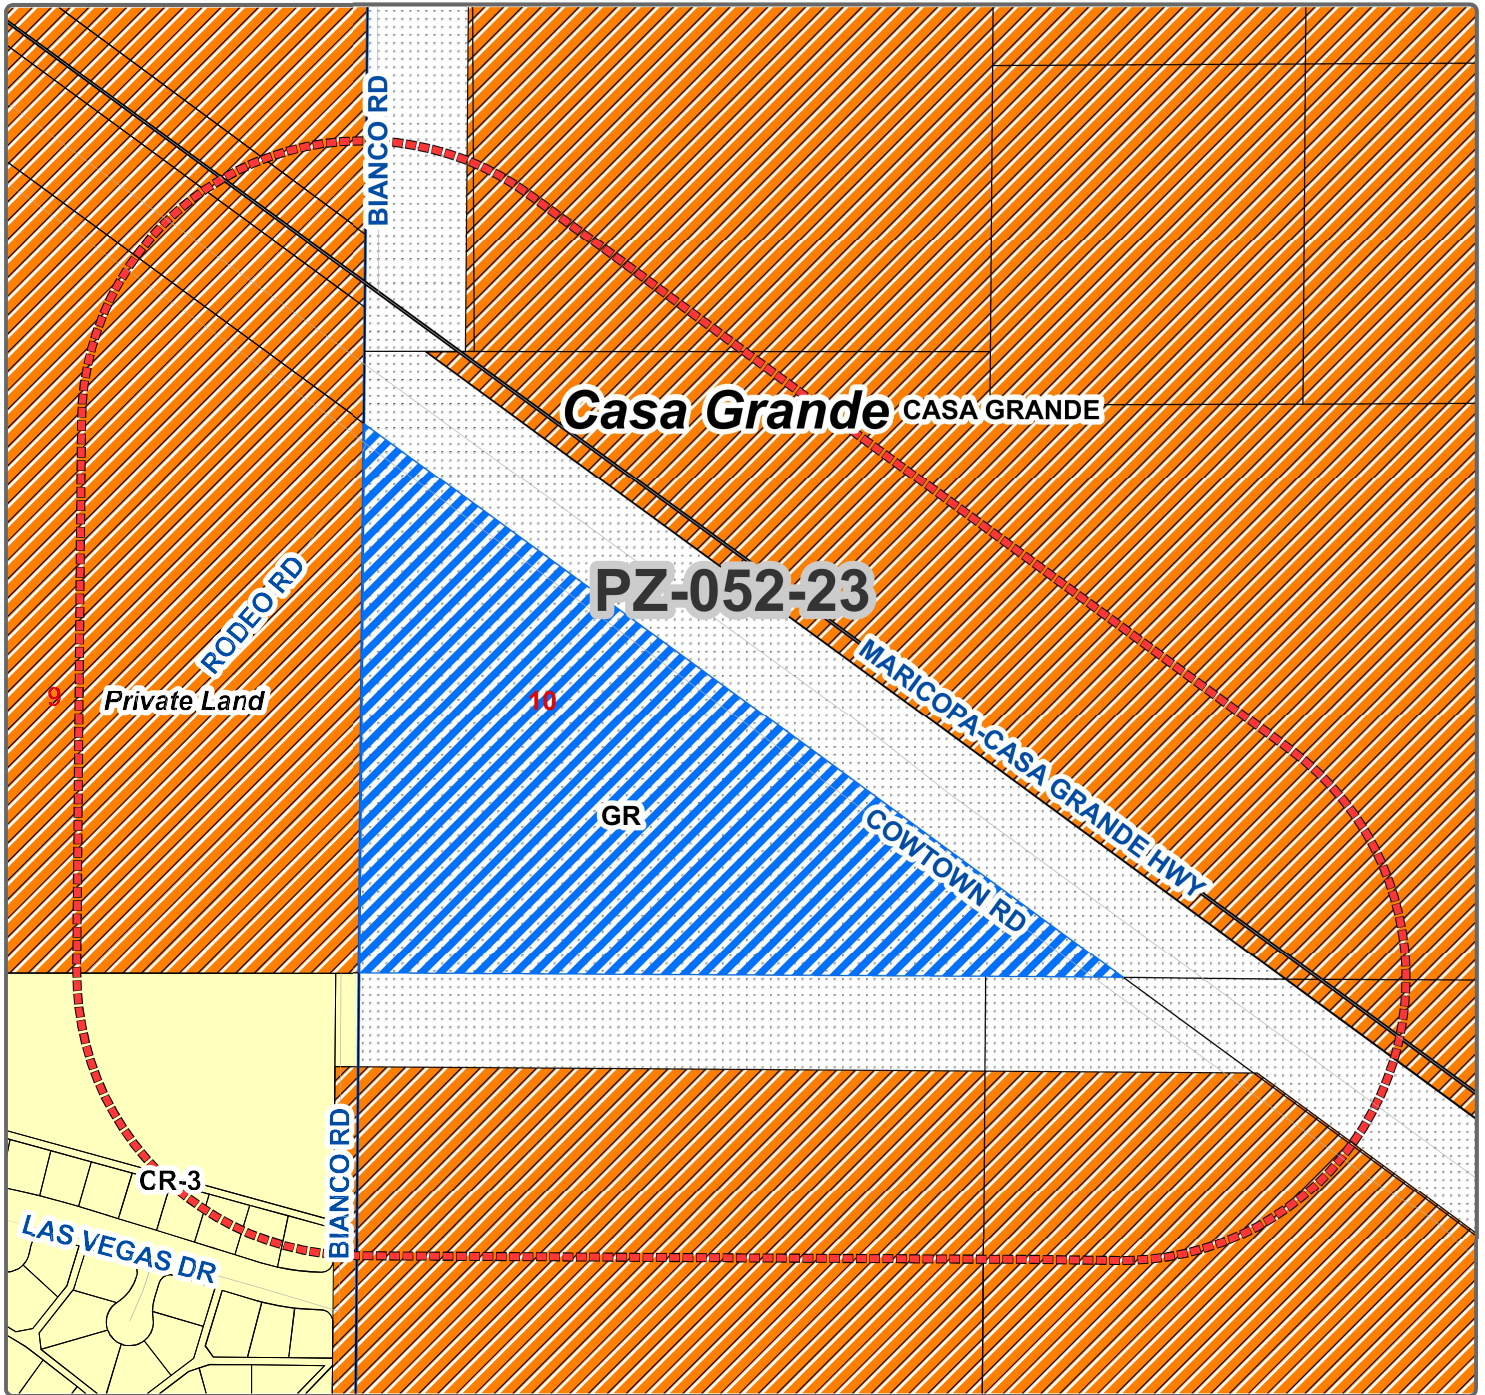 BIANCO RD
Casa Grande
CASA GRANDE
PZ-052-23
RODEO RD
MARICOPA-CASA GRANDE HWY
9
Private Land
10
GR
COWTOWN RD
CR-3
BIANCO RD
LAS VEGAS DR